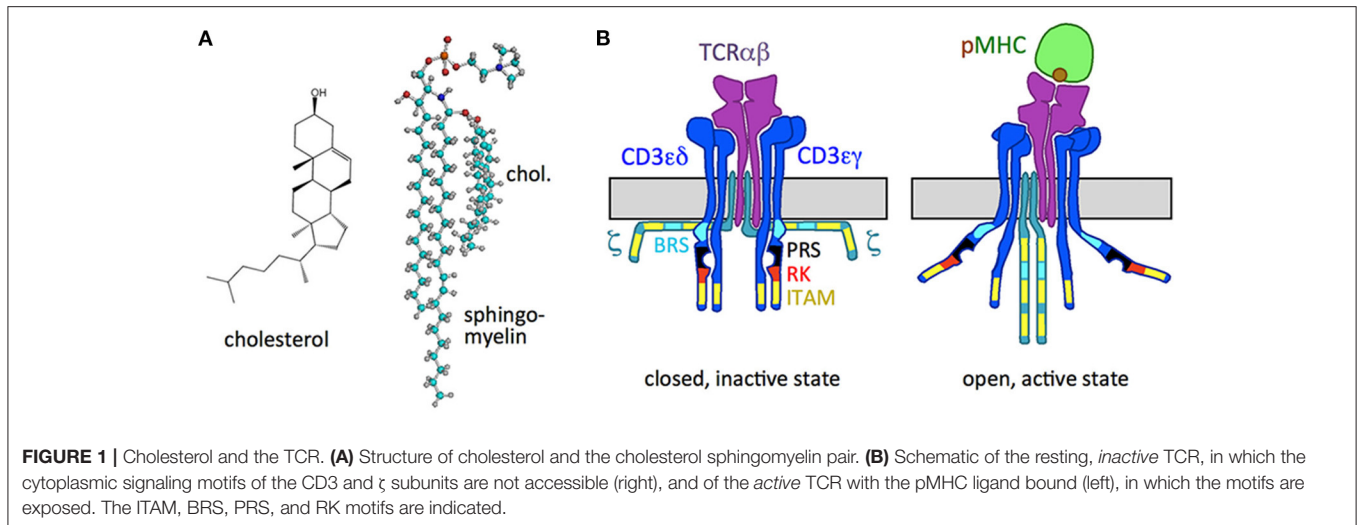 A
OH
cholesterol
chol.
sphingo-
myelin
B
TCRαβ
CD3εδ
CD3εγ
ζ
BRS
PRS
RK
ITAM
ζ
closed, inactive state
pMHC
open, active state
FIGURE 1 | Cholesterol and the TCR. (A) Structure of cholesterol and the cholesterol sphingomyelin pair. (B) Schematic of the resting, inactive TCR, in which the
cytoplasmic signaling motifs of the CD3 and ζ subunits are not accessible (right), and of the active TCR with the pMHC ligand bound (left), in which the motifs are
exposed. The ITAM, BRS, PRS, and RK motifs are indicated.